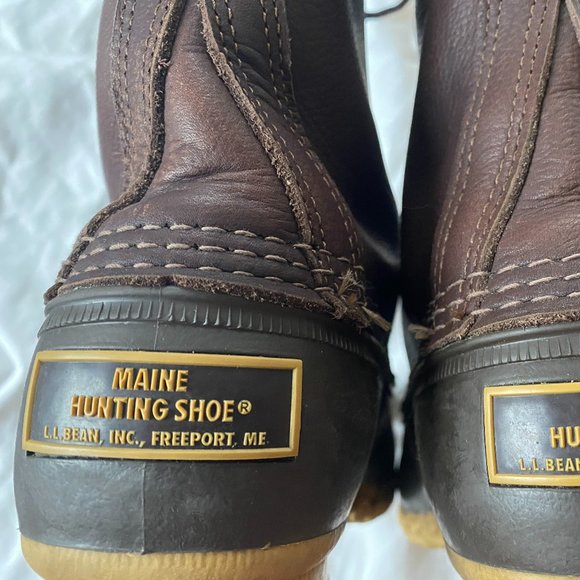 MAINE
HUNTING SHOE®
L.L.BEAN, INC., FREEPORT, ME
HU
L.L.BEAN